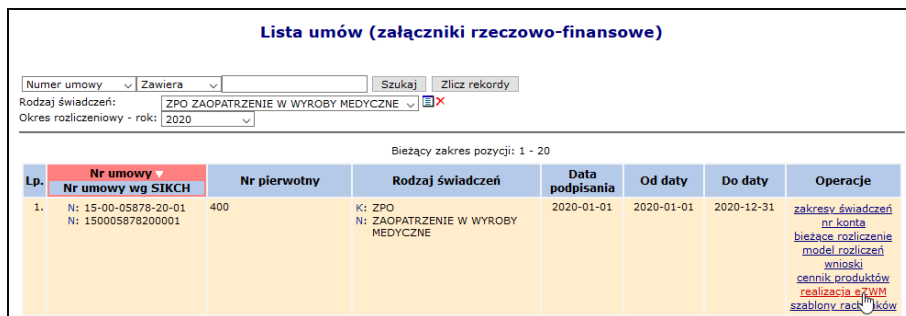 Lista umów (załączniki rzeczowo-finansowe)
Numer umowy Zawiera Szukaj Zlicz rekordy
Rodzaj świadczeń: ZPO ZAOPATRZENIE W WYROBY MEDYCZNE
Okres rozliczeniowy - rok: 2020
Bieżący zakres pozycji: 1 - 20
Lp. Nr umowy Nr pierwotny Rodzaj świadczeń Data podpisania Od daty Do daty Operacje
Nr umowy wg SIKCH
1. N: 15-00-05878-20-01 400 K: ZPO 2020-01-01 2020-01-01 2020-12-31 zakresy świadczeń
N: 150005878200001 N: ZAOPATRZENIE W WYROBY nr konta
MEDYCZNE bieżące rozliczenie
model rozliczeń
wnioski
cennik produktów
realizacja eZWM
szablony rachunków